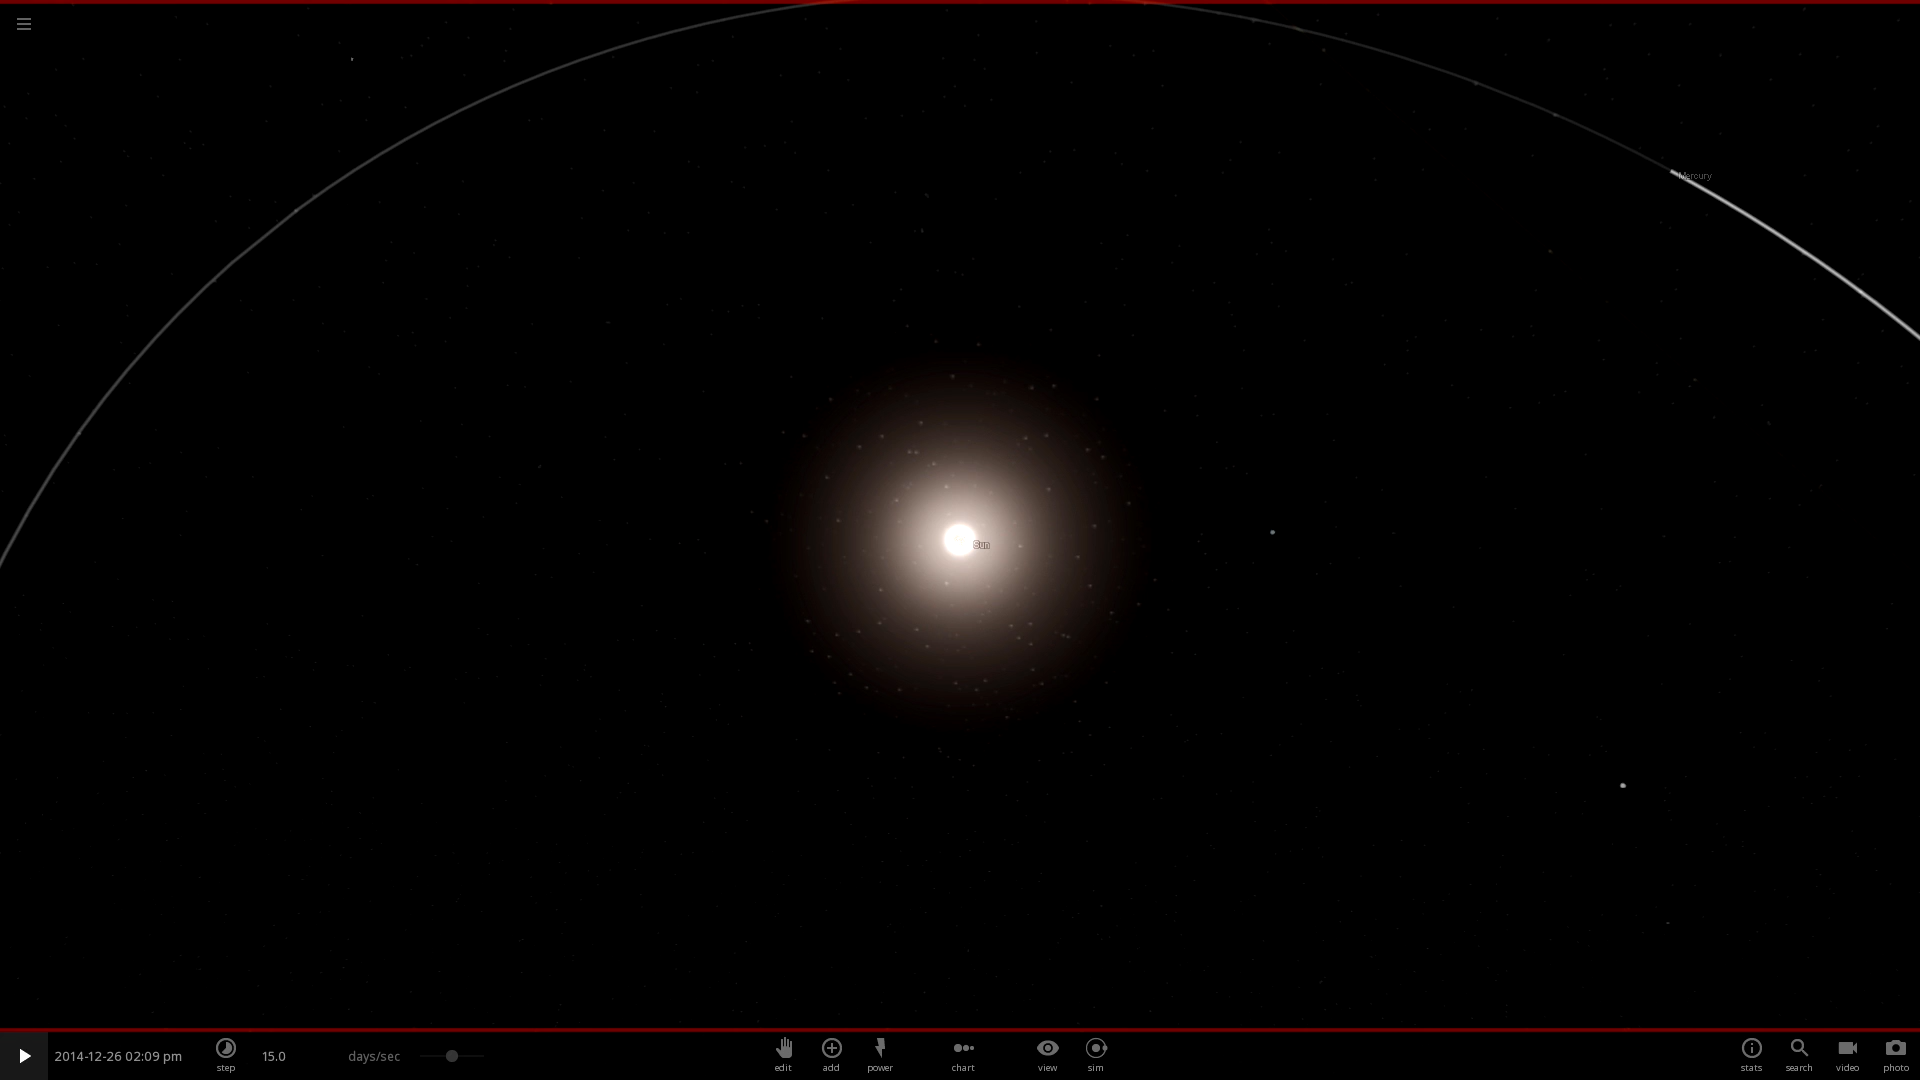 Mercury
Sun
2014-12-26 02:09 pm
step
15.0
days/sec
edit
add
power
chart
view
sim
stats
search
video
photo